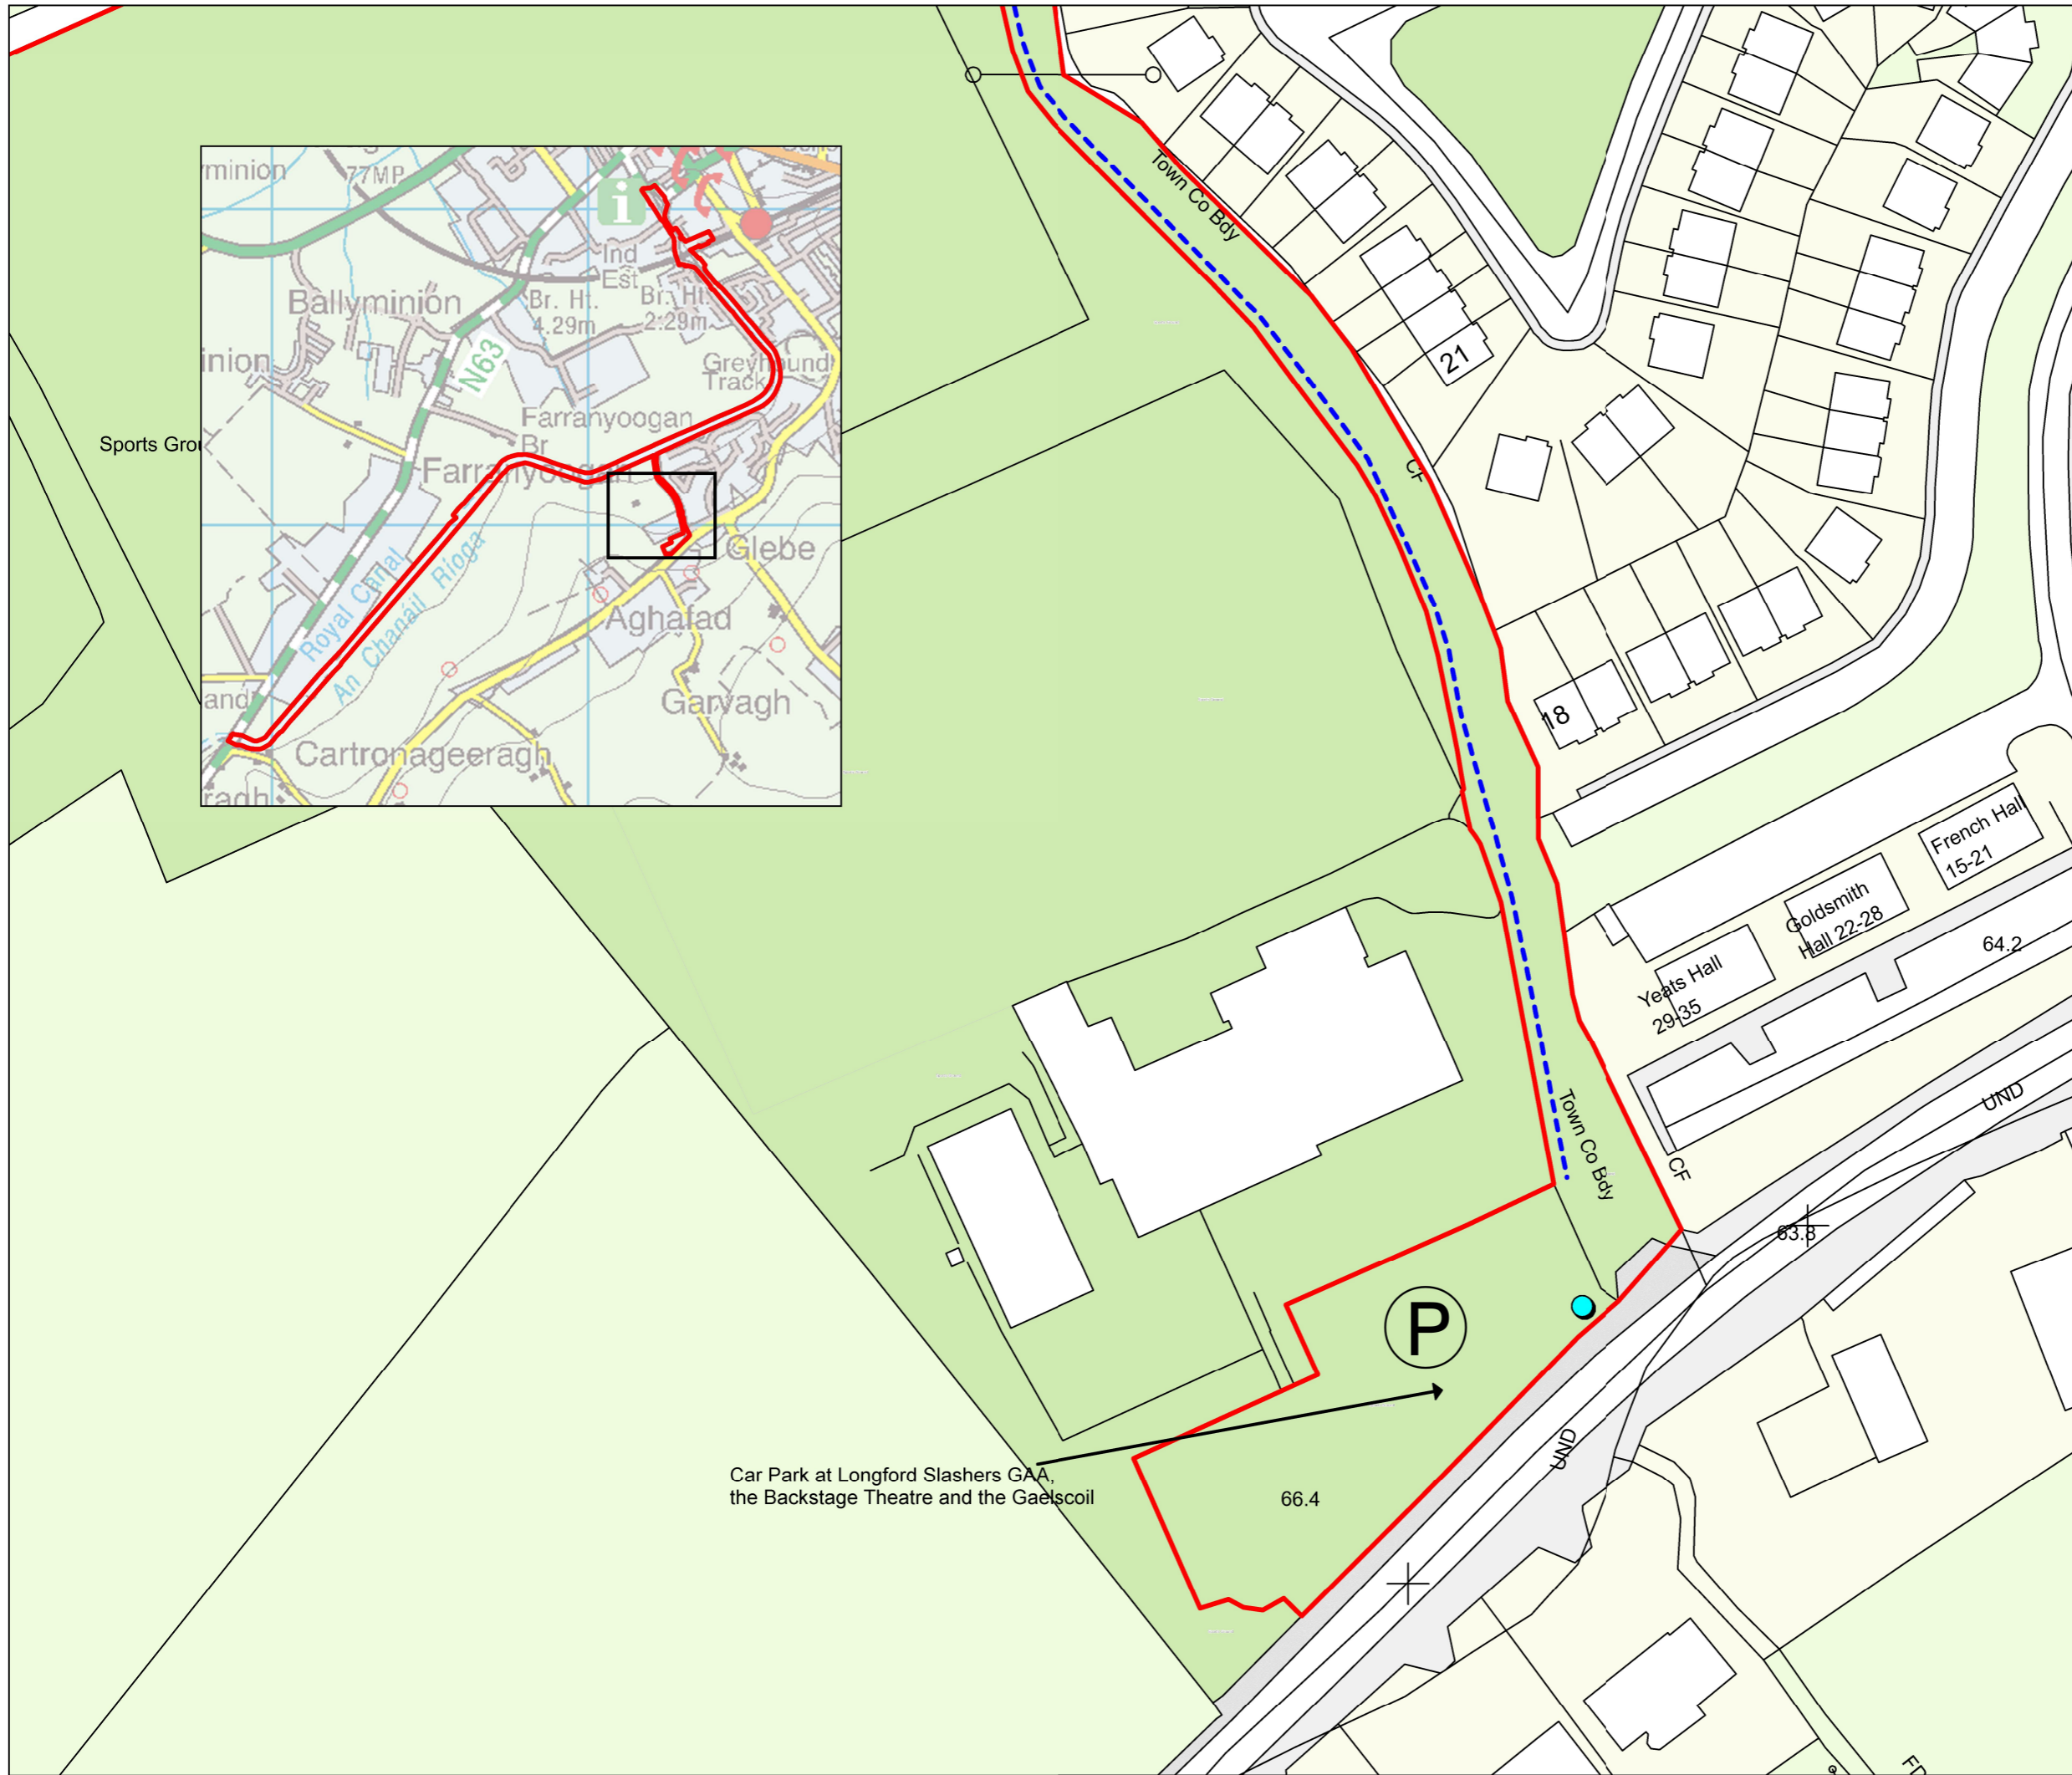 Town Co Bdy
21
CF
18
Sports Grou
77MP
Ind
Est
Br. Ht.
4.29m
Br. Ht.
2.29m
Ballyminion
inion
N63
Greyhound
Track
Farranyoogan
Br
Farranyoogan
Glebe
Aghafad
Garvagh
Royal Canal
An Chanáil Ríoga
Cartronageeragh
and
ragh
i
French Hall
15-21
Goldsmith
Hall 22-28
64.2
Yeats Hall
29-35
UND
Town Co Bdy
CF
63.8
P
UND
Car Park at Longford Slashers GAA,
the Backstage Theatre and the Gaelscoil
66.4